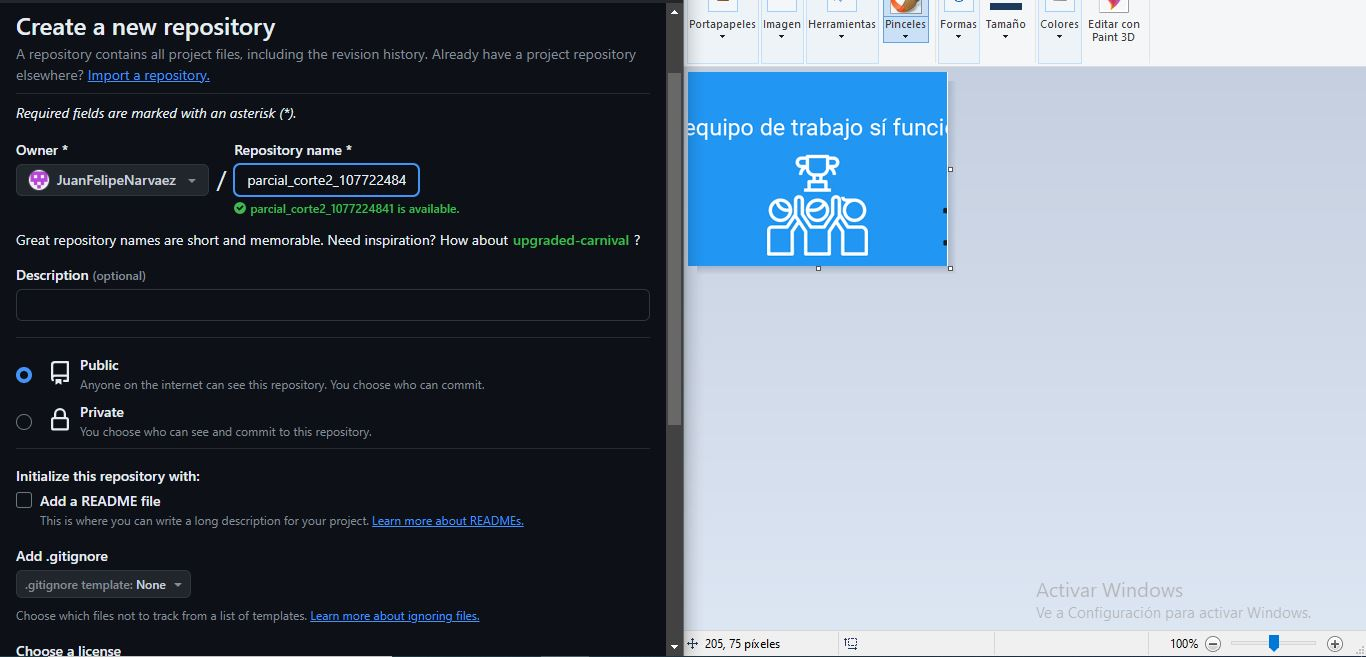 Create a new repository
A repository contains all project files, including the revision history. Already have a project repository
elsewhere? Import a repository.
Required fields are marked with an asterisk (*).
Owner *
Repository name *
JuanFelipeNarvaez
/
parcial_corte2_107722484
parcial_corte2_1077224841 is available.
Great repository names are short and memorable. Need inspiration? How about upgraded-carnival ?
Description (optional)
Public
Anyone on the internet can see this repository. You choose who can commit.
Private
You choose who can see and commit to this repository.
Initialize this repository with:
Add a README file
This is where you can write a long description for your project. Learn more about READMEs.
Add .gitignore
.gitignore template: None
Choose which files not to track from a list of templates. Learn more about ignoring files.
Choose a license
Portapapeles
Imagen
Herramientas
Pinceles
Formas
Tamaño
Colores
Editar con
Paint 3D
equipo de trabajo sí funci
Activar Windows
Ve a Configuración para activar Windows.
205, 75 píxeles
100%